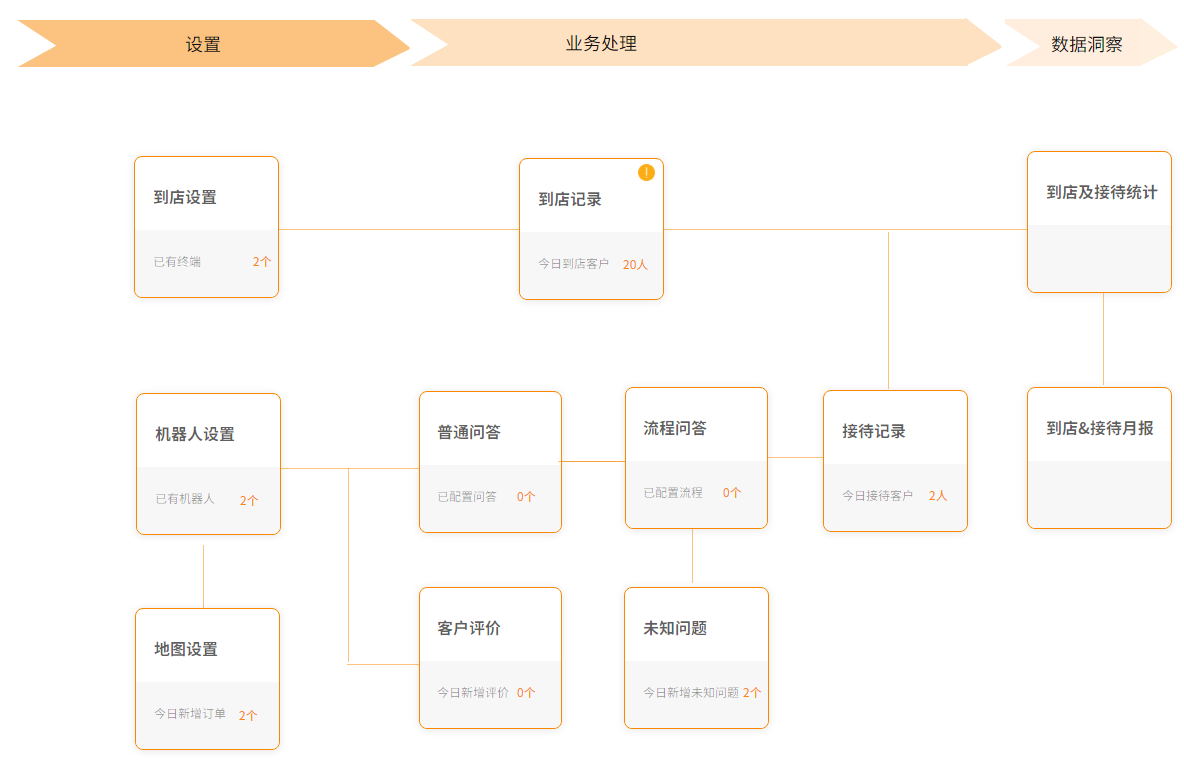 设置
业务处理
数据洞察
到店设置
已有终端 2个
!
到店记录
今日到店客户 20人
到店及接待统计
机器人设置
已有机器人 2个
普通问答
已配置问答 0个
流程问答
已配置流程 0个
接待记录
今日接待客户 2人
到店&接待月报
地图设置
今日新增订单 2个
客户评价
今日新增评价 0个
未知问题
今日新增未知问题 2个